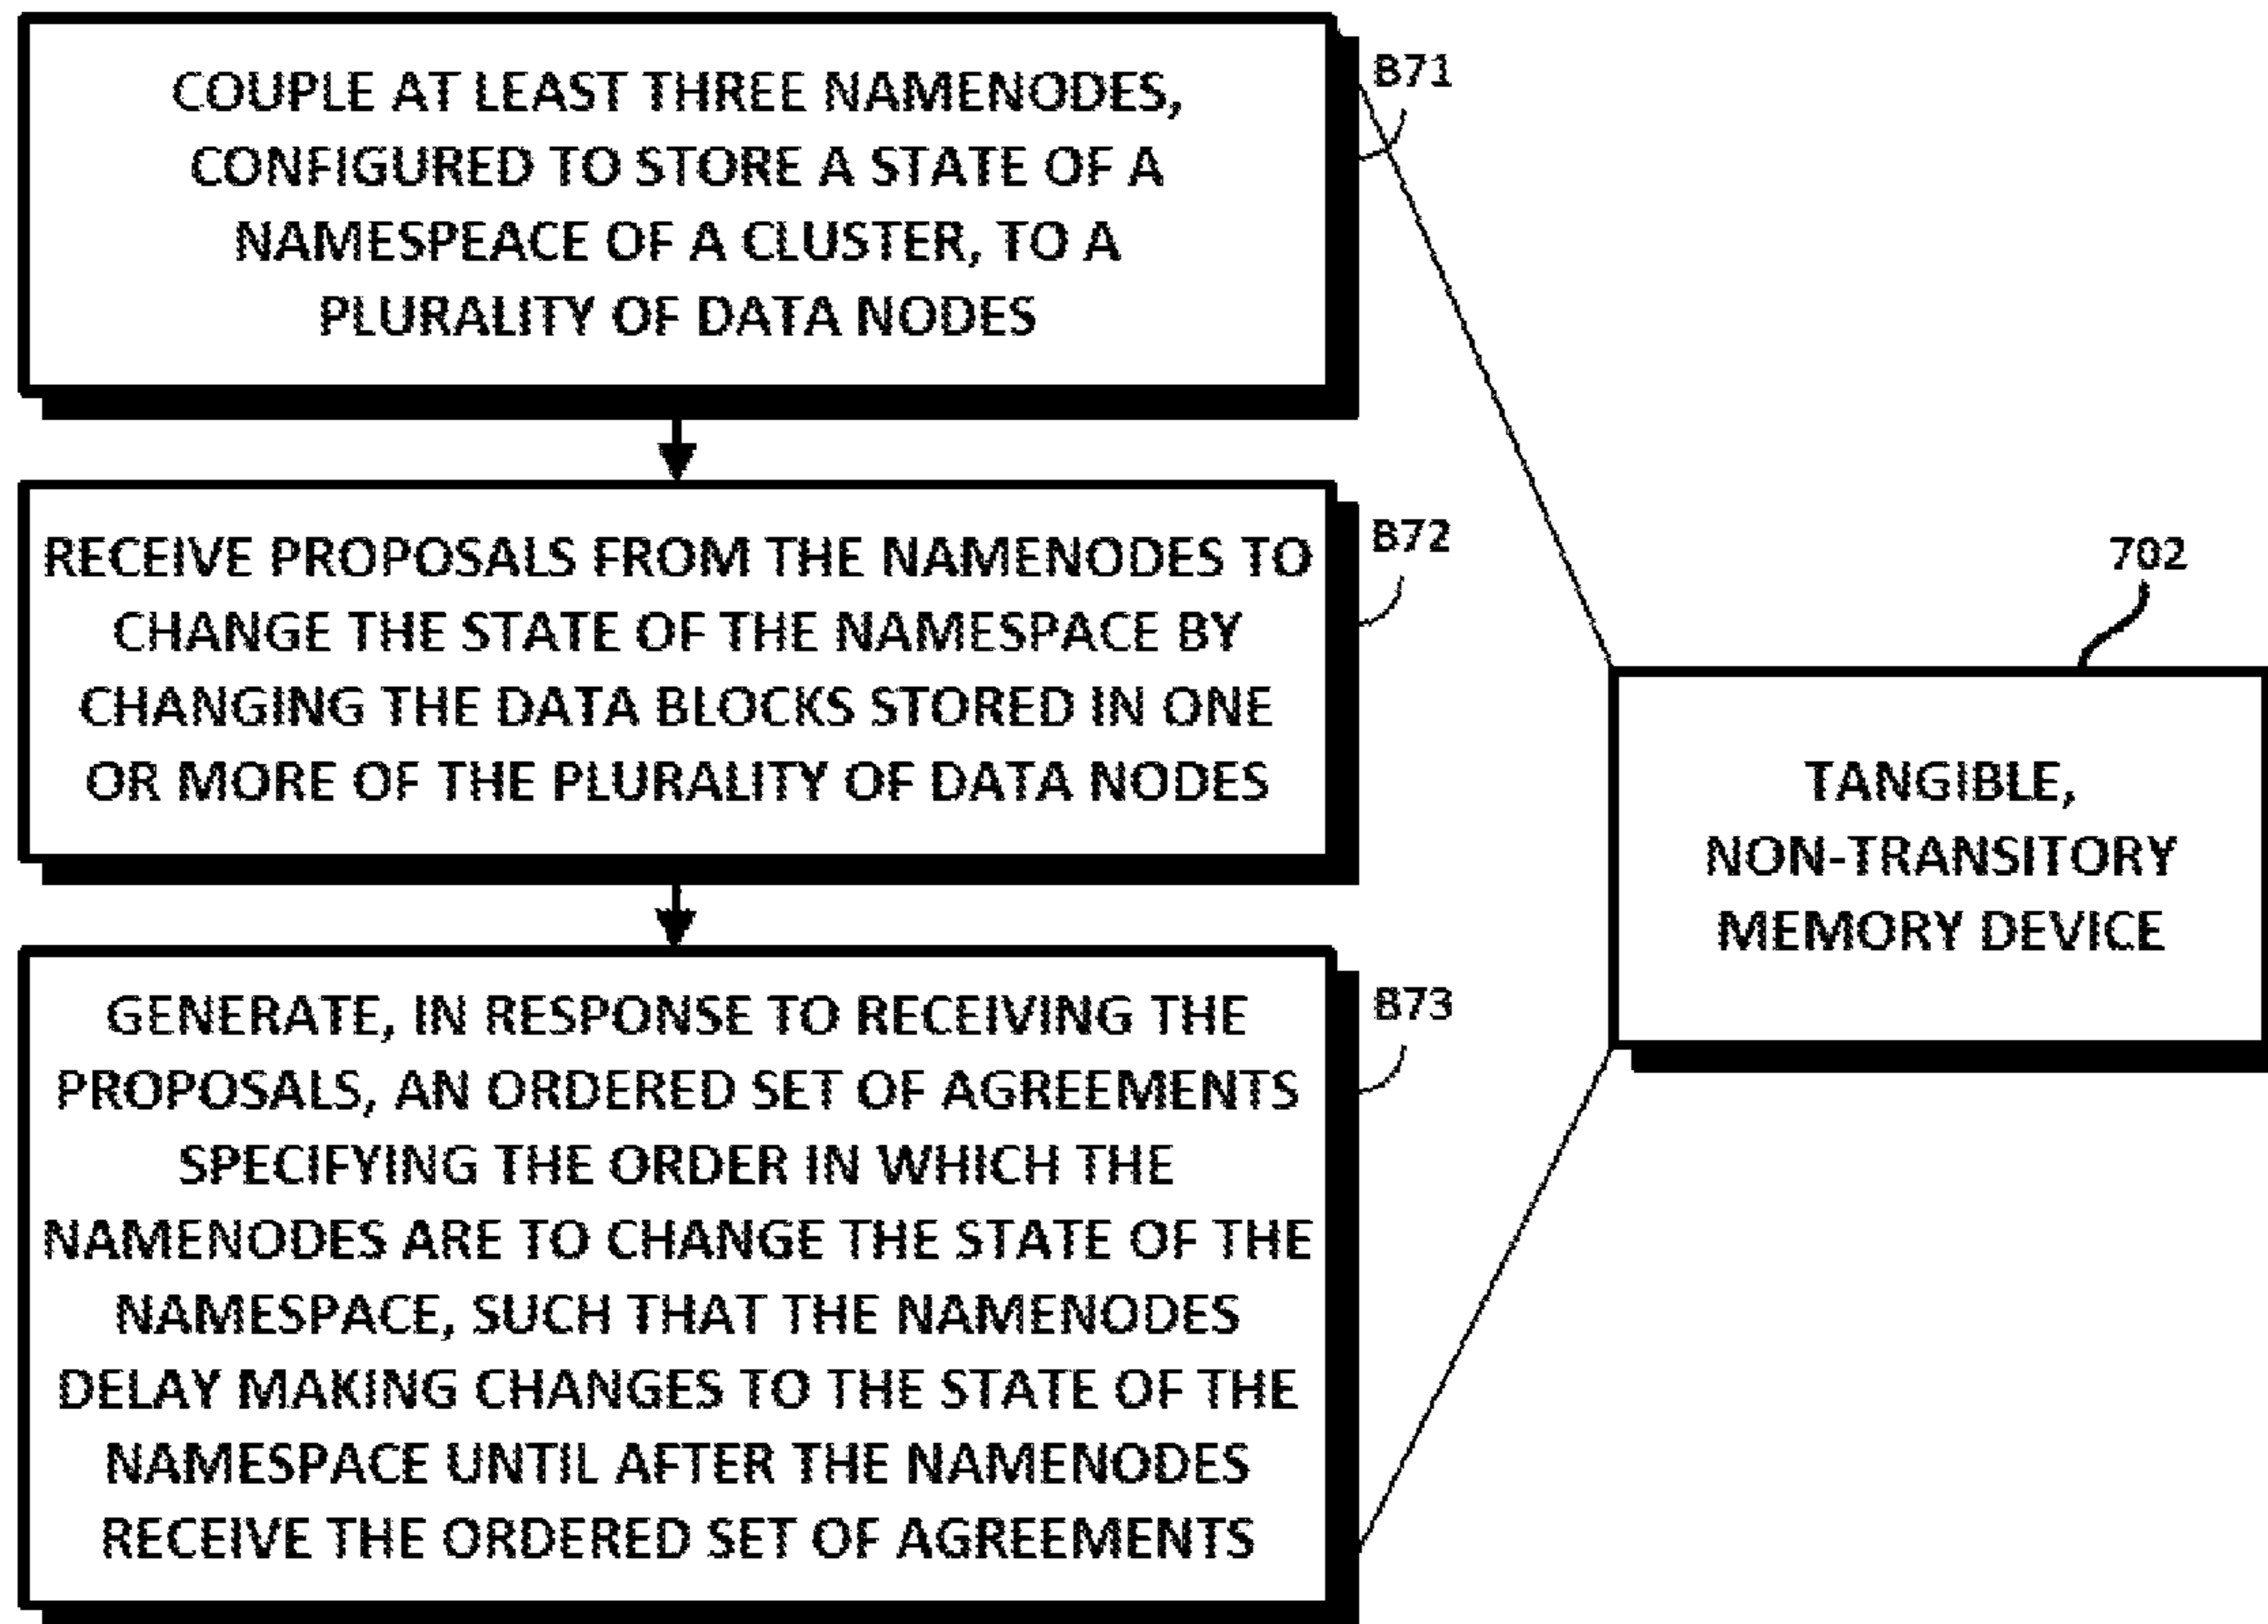 COUPLE AT LEAST THREE NAMENODES,
CONFIGURED TO STORE A STATE OF A
NAMESPEACE OF A CLUSTER, TO A
PLURALITY OF DATA NODES
B71
RECEIVE PROPOSALS FROM THE NAMENODES TO
CHANGE THE STATE OF THE NAMESPACE BY
CHANGING THE DATA BLOCKS STORED IN ONE
OR MORE OF THE PLURALITY OF DATA NODES
B72
GENERATE, IN RESPONSE TO RECEIVING THE
PROPOSALS, AN ORDERED SET OF AGREEMENTS
SPECIFYING THE ORDER IN WHICH THE
NAMENODES ARE TO CHANGE THE STATE OF THE
NAMESPACE, SUCH THAT THE NAMENODES
DELAY MAKING CHANGES TO THE STATE OF THE
NAMESPACE UNTIL AFTER THE NAMENODES
RECEIVE THE ORDERED SET OF AGREEMENTS
B73
702
TANGIBLE,
NON-TRANSITORY
MEMORY DEVICE